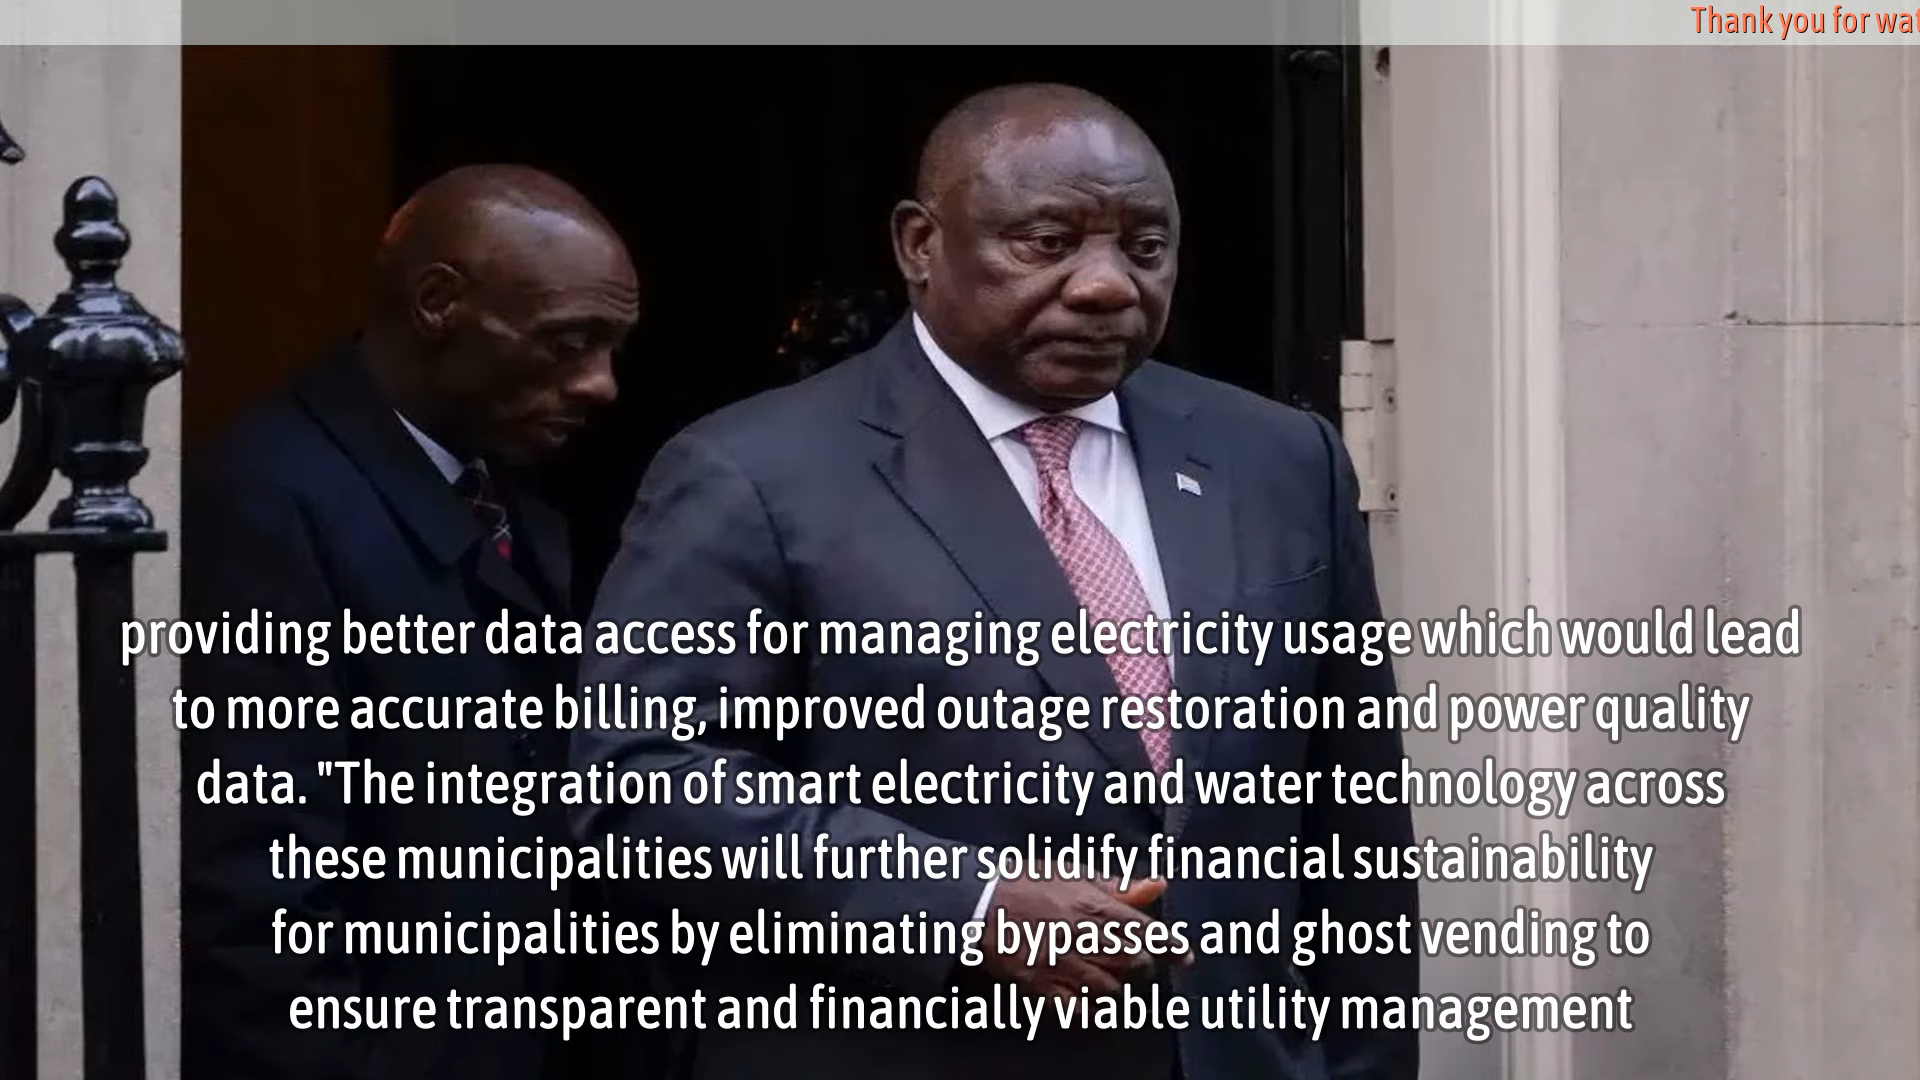 Thank you for wat
providing better data access for managing electricity usage which would lead
to more accurate billing, improved outage restoration and power quality
data. "The integration of smart electricity and water technology across
these municipalities will further solidify financial sustainability
for municipalities by eliminating bypasses and ghost vending to
ensure transparent and financially viable utility management